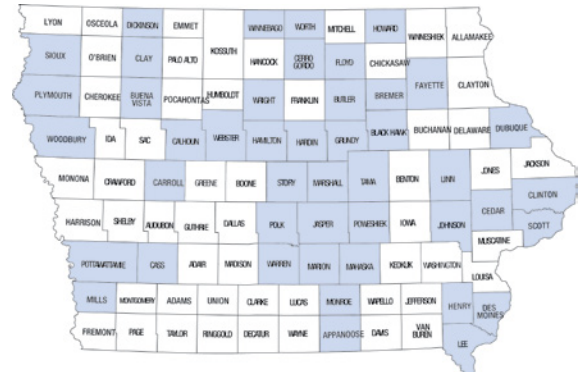 LYON OSCEOLA DICKINSON EMMET WINNEBAGO WORTH MITCHELL HOWARD WINNESHIEK ALLAMAKEE
KOSSUTH
SIOUX O'BRIEN CLAY PALO ALTO HANCOCK CERRO GORDO FLOYD CHICKASAW
FAYETTE CLAYTON
PLYMOUTH CHEROKEE BUENA VISTA POCAHONTAS HUMBOLDT WRIGHT FRANKLIN BUTLER BREMER
WOODBURY IDA SAC CALHOUN WEBSTER HAMILTON HARDIN GRUNDY BLACK HAWK BUCHANAN DELAWARE DUBUQUE
MONONA CRAWFORD CARROLL GREENE BOONE STORY MARSHALL TAMA BENTON LINN JONES JACKSON
CLINTON
CEDAR
HARRISON SHELBY AUDUBON GUTHRIE DALLAS POLK JASPER POWESHIEK IOWA JOHNSON SCOTT
MUSCATINE
POTTAWATTAMIE CASS ADAIR MADISON WARREN MARION MAHASKA KEOKUK WASHINGTON
LOUISA
MILLS MONTGOMERY ADAMS UNION CLARKE LUCAS MONROE WAPELLO JEFFERSON HENRY DES MOINES
FREMONT PAGE TAYLOR RINGGOLD DECATUR WAYNE APPANOOSE DAVIS VAN BUREN
LEE